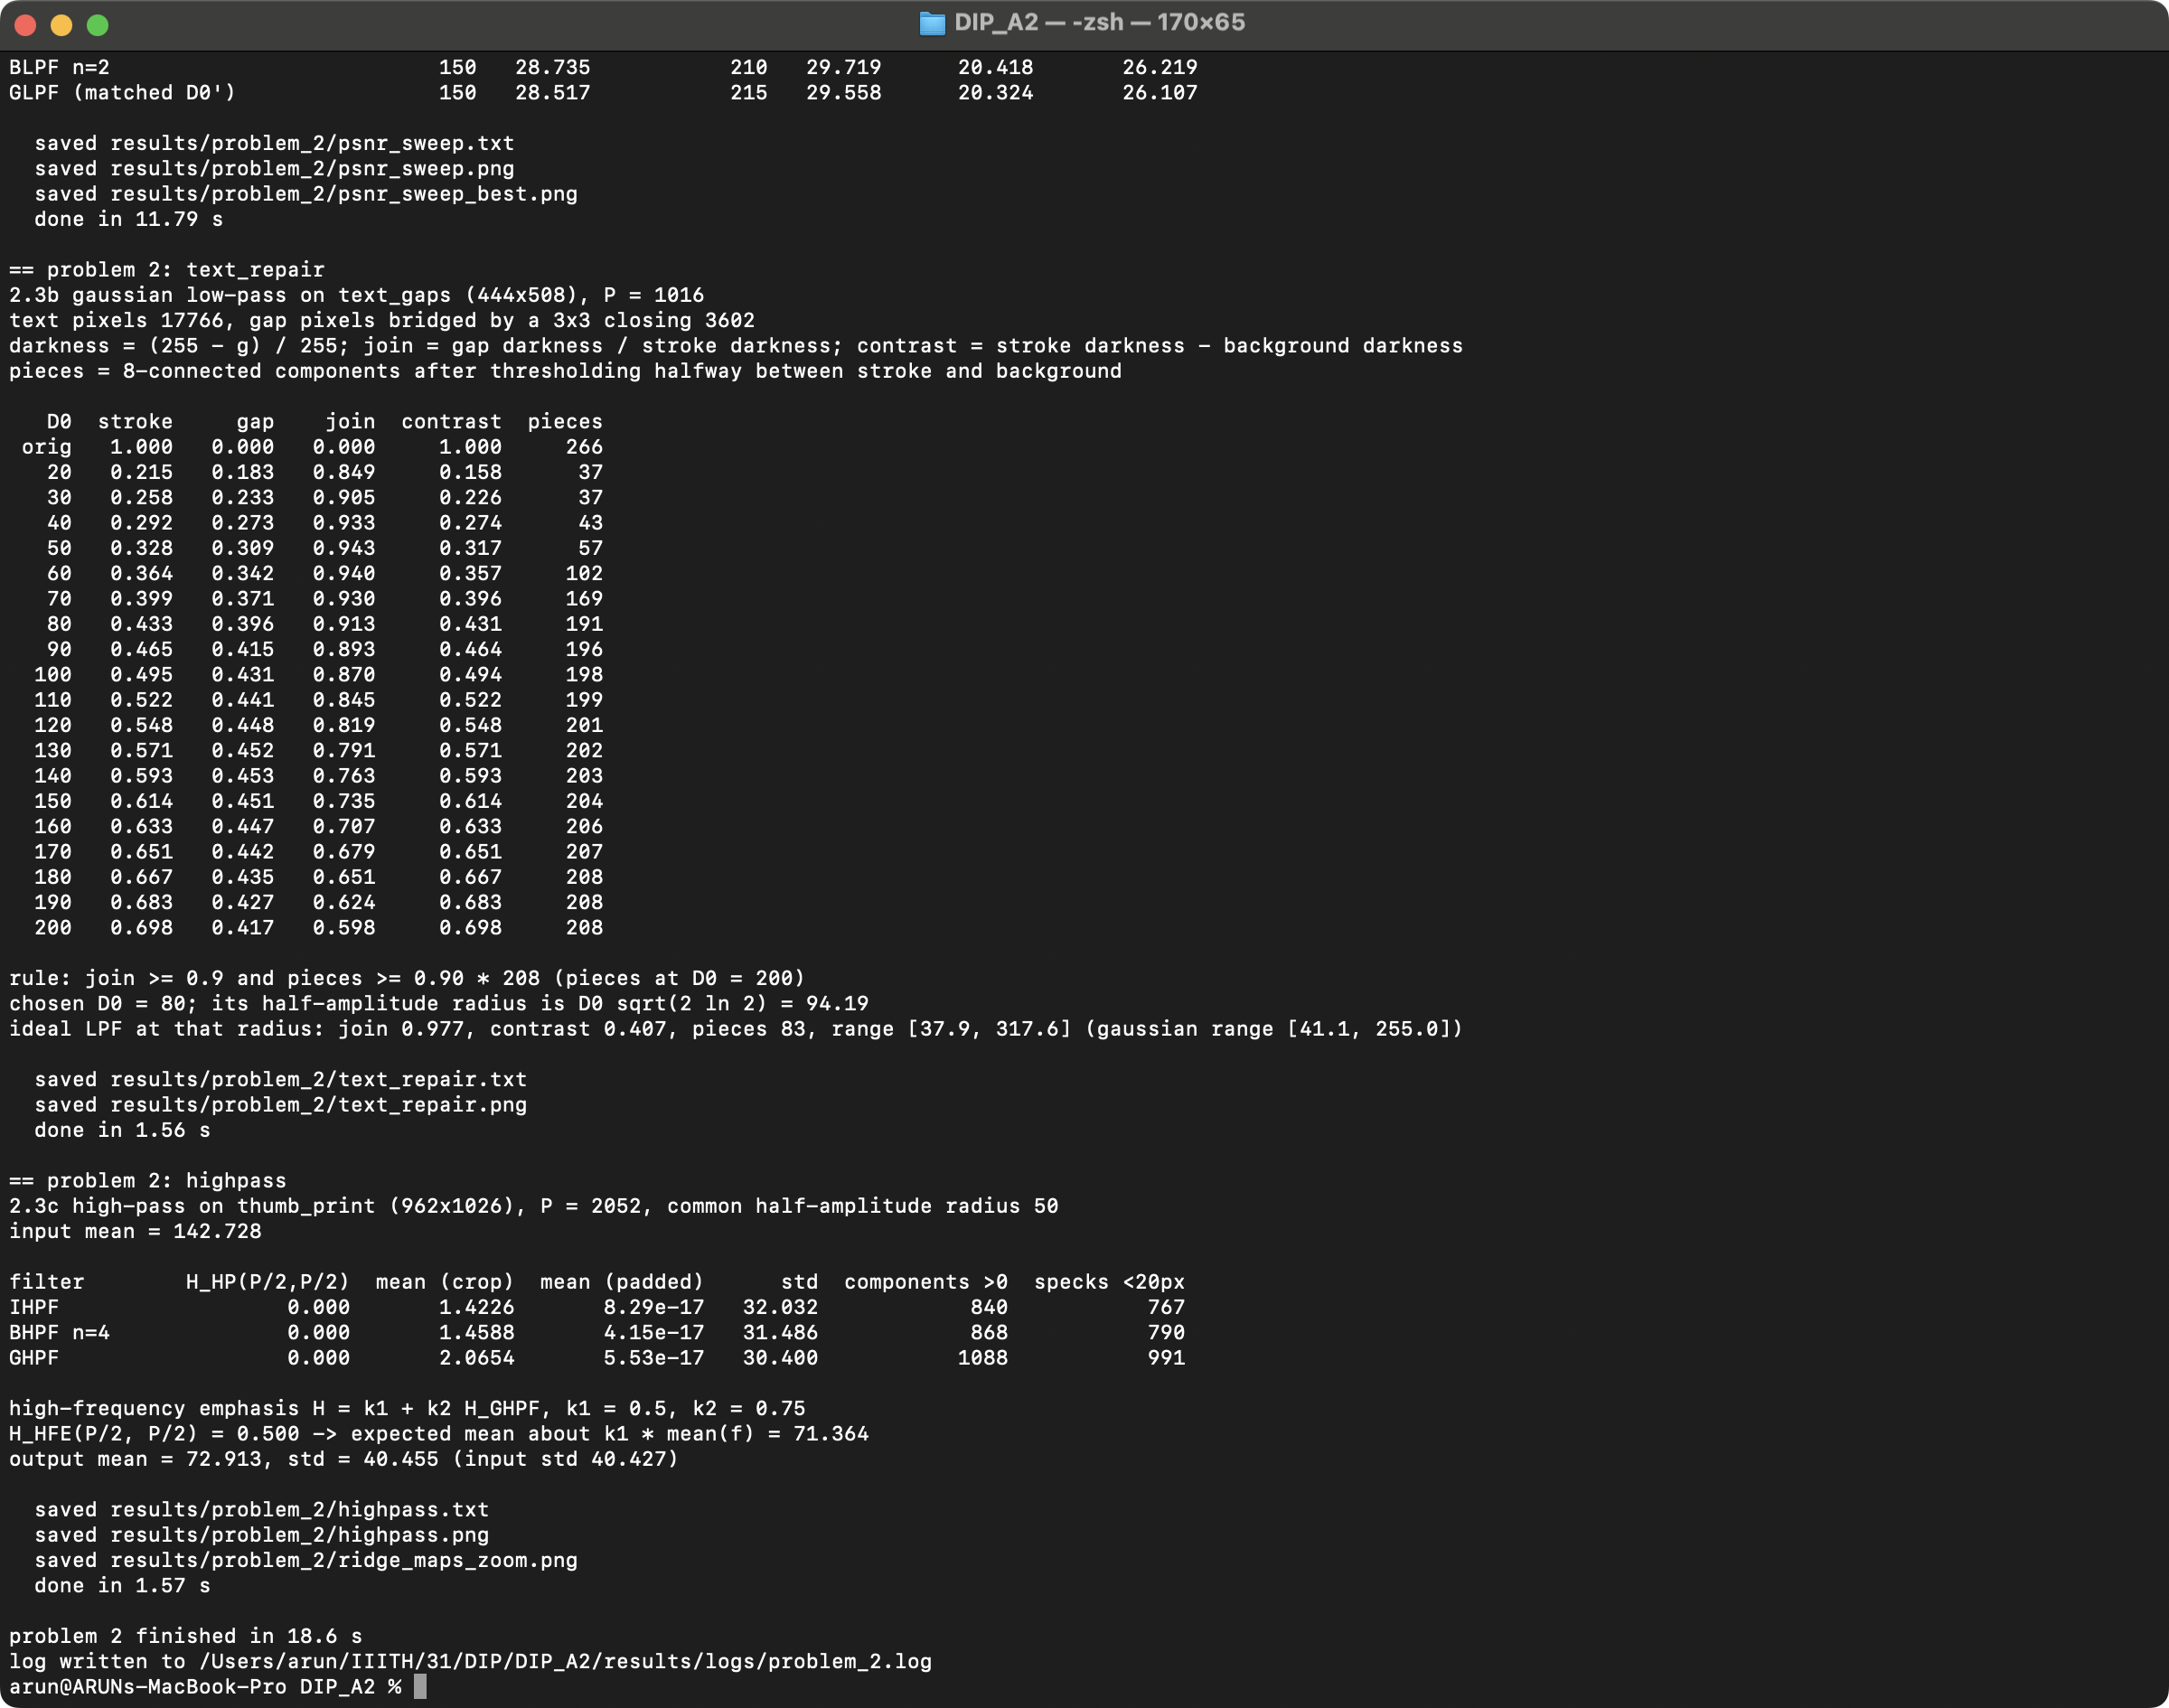 DIP_A2 — -zsh — 170×65
BLPF n=2                          150   28.735           210   29.719      20.418       26.219
GLPF (matched D0')                150   28.517           215   29.558      20.324       26.107
  saved results/problem_2/psnr_sweep.txt
  saved results/problem_2/psnr_sweep.png
  saved results/problem_2/psnr_sweep_best.png
  done in 11.79 s
== problem 2: text_repair
2.3b gaussian low-pass on text_gaps (444x508), P = 1016
text pixels 17766, gap pixels bridged by a 3x3 closing 3602
darkness = (255 - g) / 255; join = gap darkness / stroke darkness; contrast = stroke darkness - background darkness
pieces = 8-connected components after thresholding halfway between stroke and background
   D0  stroke     gap    join  contrast  pieces
 orig   1.000   0.000   0.000     1.000     266
   20   0.215   0.183   0.849     0.158      37
   30   0.258   0.233   0.905     0.226      37
   40   0.292   0.273   0.933     0.274      43
   50   0.328   0.309   0.943     0.317      57
   60   0.364   0.342   0.940     0.357     102
   70   0.399   0.371   0.930     0.396     169
   80   0.433   0.396   0.913     0.431     191
   90   0.465   0.415   0.893     0.464     196
  100   0.495   0.431   0.870     0.494     198
  110   0.522   0.441   0.845     0.522     199
  120   0.548   0.448   0.819     0.548     201
  130   0.571   0.452   0.791     0.571     202
  140   0.593   0.453   0.763     0.593     203
  150   0.614   0.451   0.735     0.614     204
  160   0.633   0.447   0.707     0.633     206
  170   0.651   0.442   0.679     0.651     207
  180   0.667   0.435   0.651     0.667     208
  190   0.683   0.427   0.624     0.683     208
  200   0.698   0.417   0.598     0.698     208
rule: join >= 0.9 and pieces >= 0.90 * 208 (pieces at D0 = 200)
chosen D0 = 80; its half-amplitude radius is D0 sqrt(2 ln 2) = 94.19
ideal LPF at that radius: join 0.977, contrast 0.407, pieces 83, range [37.9, 317.6] (gaussian range [41.1, 255.0])
  saved results/problem_2/text_repair.txt
  saved results/problem_2/text_repair.png
  done in 1.56 s
== problem 2: highpass
2.3c high-pass on thumb_print (962x1026), P = 2052, common half-amplitude radius 50
input mean = 142.728
filter        H_HP(P/2,P/2)  mean (crop)  mean (padded)      std  components >0  specks <20px
IHPF                  0.000       1.4226       8.29e-17   32.032            840           767
BHPF n=4              0.000       1.4588       4.15e-17   31.486            868           790
GHPF                  0.000       2.0654       5.53e-17   30.400           1088           991
high-frequency emphasis H = k1 + k2 H_GHPF, k1 = 0.5, k2 = 0.75
H_HFE(P/2, P/2) = 0.500 -> expected mean about k1 * mean(f) = 71.364
output mean = 72.913, std = 40.455 (input std 40.427)
  saved results/problem_2/highpass.txt
  saved results/problem_2/highpass.png
  saved results/problem_2/ridge_maps_zoom.png
  done in 1.57 s
problem 2 finished in 18.6 s
log written to /Users/arun/IIITH/31/DIP/DIP_A2/results/logs/problem_2.log
arun@ARUNs-MacBook-Pro DIP_A2 %